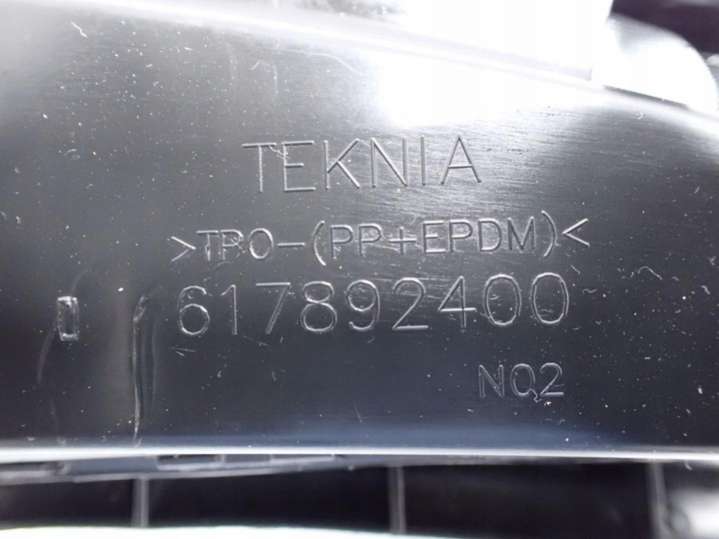 TEKNIA
>TPO-(PP+EPDM)<
617892400
NO2